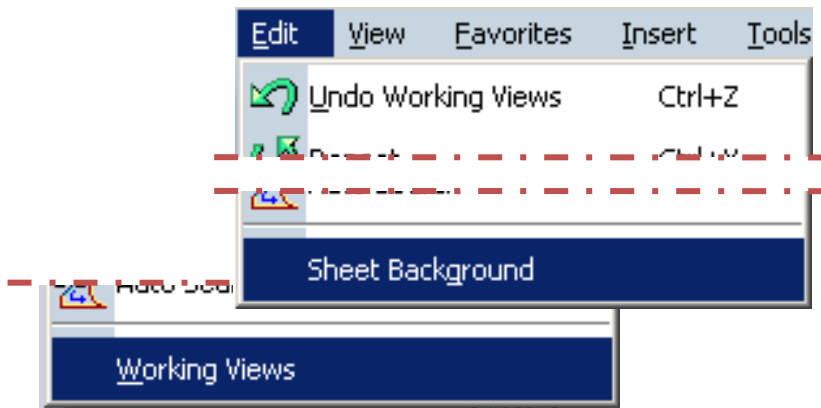 Edit View Favorites Insert Tools
Undo Working Views Ctrl+Z
Sheet Background
Working Views